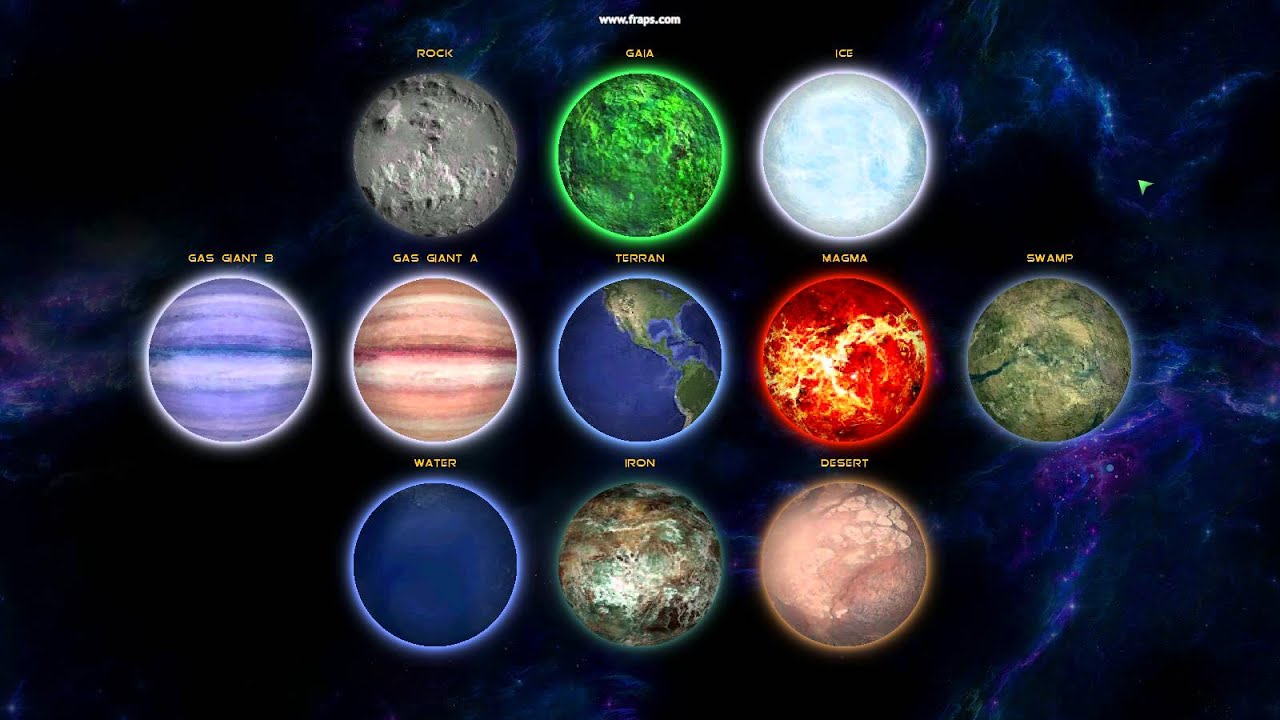 www.fraps.com
ROCK
GAIA
ICE
GAS GIANT B
GAS GIANT A
TERRAN
MAGMA
SWAMP
WATER
IRON
DESERT